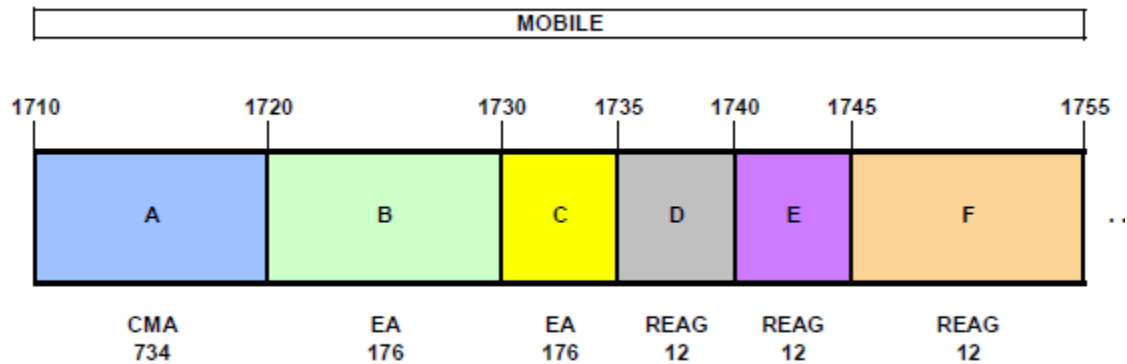 MOBILE
1710 1720 1730 1735 1740 1745 1755
A B C D E F ..
CMA EA EA REAG REAG REAG
734 176 176 12 12 12